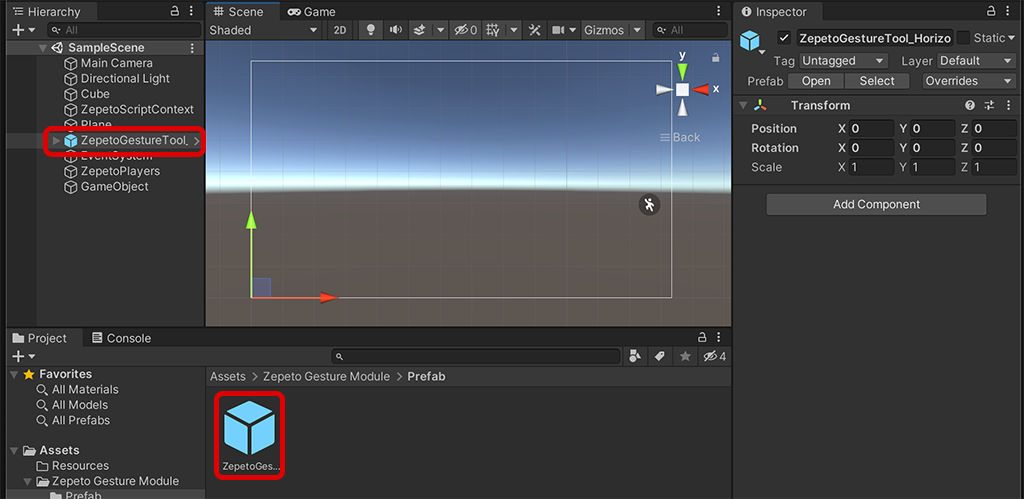 Hierarchy
All
SampleScene
Main Camera
Directional Light
Cube
ZepetoScriptContext
Plane
ZepetoGestureTool_
EventSystem
ZepetoPlayers
GameObject
Scene
Game
Shaded
2D
0
Gizmos
All
y
x
Back
Inspector
ZepetoGestureTool_Horizo
Static
Tag Untagged Layer Default
Prefab Open Select Overrides
Transform
Position X 0 Y 0 Z 0
Rotation X 0 Y 0 Z 0
Scale X 1 Y 1 Z 1
Add Component
Project
Console
4
Favorites
All Materials
All Models
All Prefabs
Assets
Resources
Zepeto Gesture Module
Prefab
Assets > Zepeto Gesture Module > Prefab
ZepetoGes...